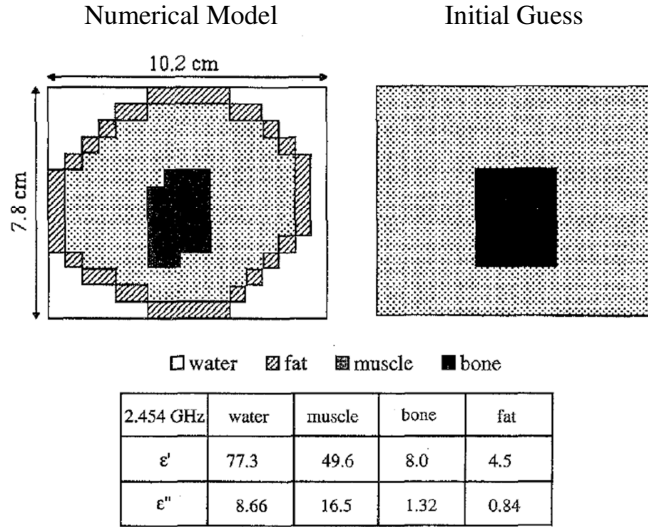 Numerical Model Initial Guess
10.2 cm
7.8 cm
water fat muscle bone
2.454 GHz water muscle bone fat
ε' 77.3 49.6 8.0 4.5
ε" 8.66 16.5 1.32 0.84